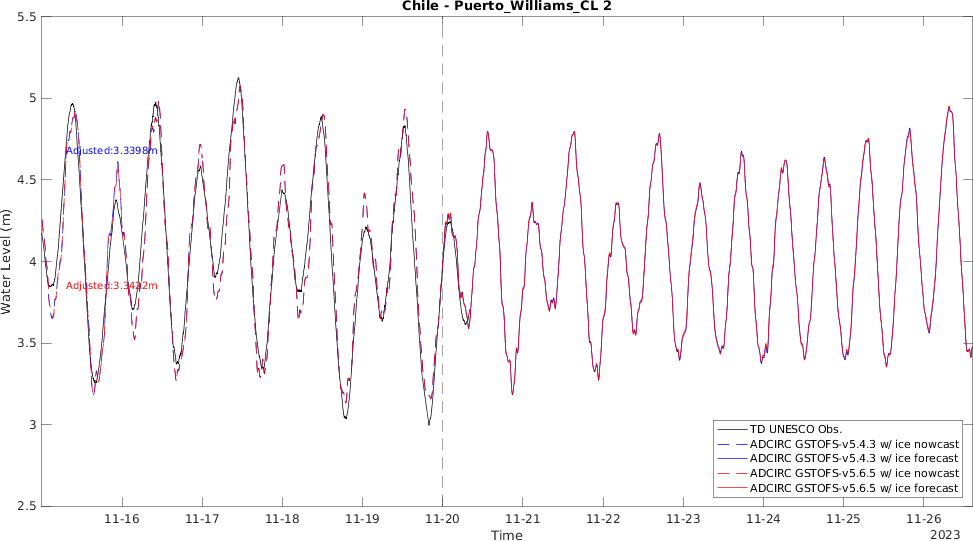 Chile - Puerto_Williams_CL 2
5.5
5
4.5
4
3.5
3
2.5
Water Level (m)
Adjusted:3.3398m
Adjusted:3.3422m
TD UNESCO Obs.
ADCIRC GSTOFS-v5.4.3 w/ ice nowcast
ADCIRC GSTOFS-v5.4.3 w/ ice forecast
ADCIRC GSTOFS-v5.6.5 w/ ice nowcast
ADCIRC GSTOFS-v5.6.5 w/ ice forecast
11-16 11-17 11-18 11-19 11-20 11-21 11-22 11-23 11-24 11-25 11-26
Time
2023